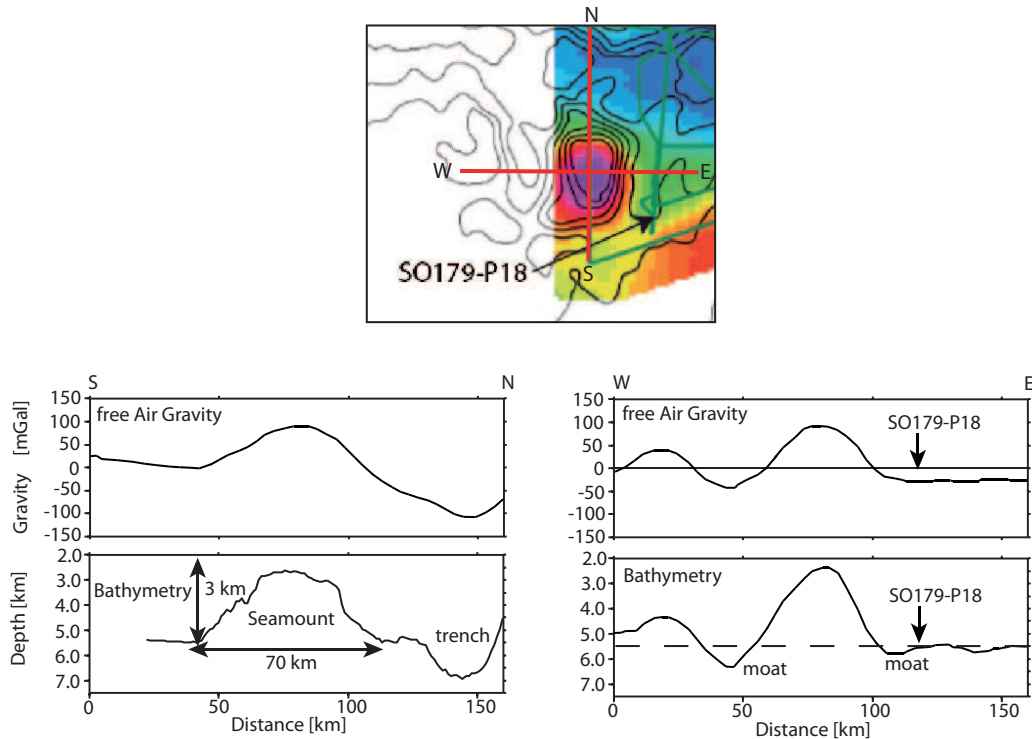 N
W
E
SO179-P18
S
S
N
150
100
50
0
-50
-100
-150
free Air Gravity
Gravity [mGal]
W
E
150
100
50
0
-50
-100
-150
free Air Gravity
SO179-P18
2.0
3.0
4.0
5.0
6.0
7.0
Depth [km]
Bathymetry
3 km
Seamount
trench
70 km
0
50
100
150
Distance [km]
2.0
3.0
4.0
5.0
6.0
7.0
Bathymetry
SO179-P18
moat
moat
0
50
100
150
Distance [km]